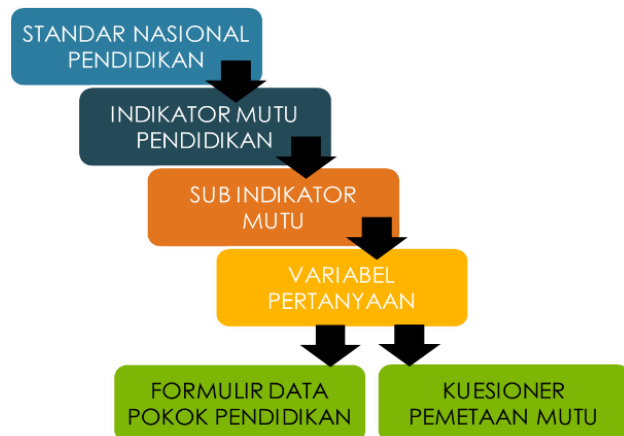 STANDAR NASIONAL
PENDIDIKAN
INDIKATOR MUTU
PENDIDIKAN
SUB INDIKATOR
MUTU
VARIABEL
PERTANYAAN
FORMULIR DATA
POKOK PENDIDIKAN
KUESIONER
PEMETAAN MUTU